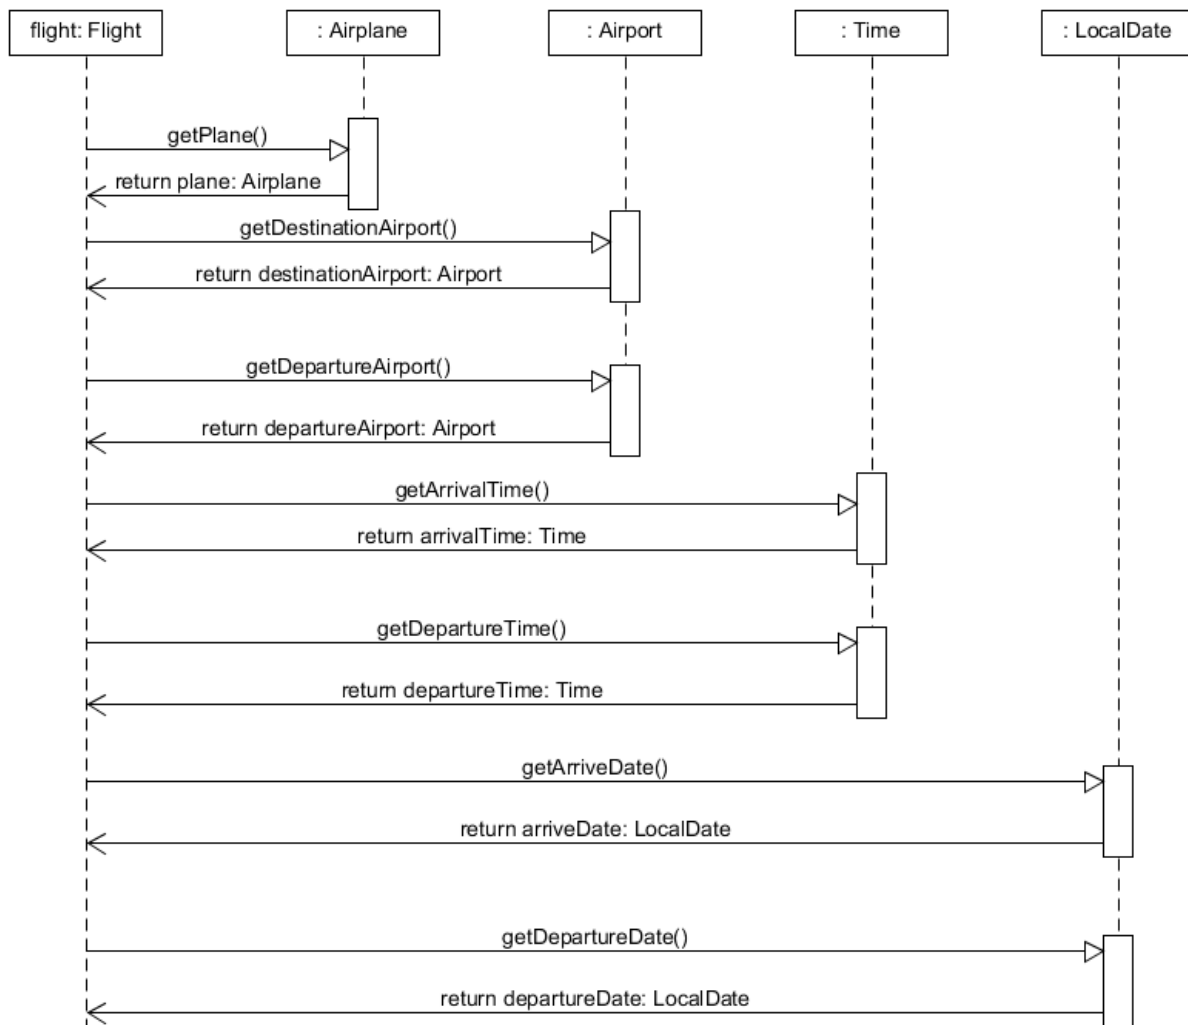 flight: Flight
: Airplane
: Airport
: Time
: LocalDate
getPlane()
return plane: Airplane
getDestinationAirport()
return destinationAirport: Airport
getDepartureAirport()
return departureAirport: Airport
getArrivalTime()
return arrivalTime: Time
getDepartureTime()
return departureTime: Time
getArriveDate()
return arriveDate: LocalDate
getDepartureDate()
return departureDate: LocalDate